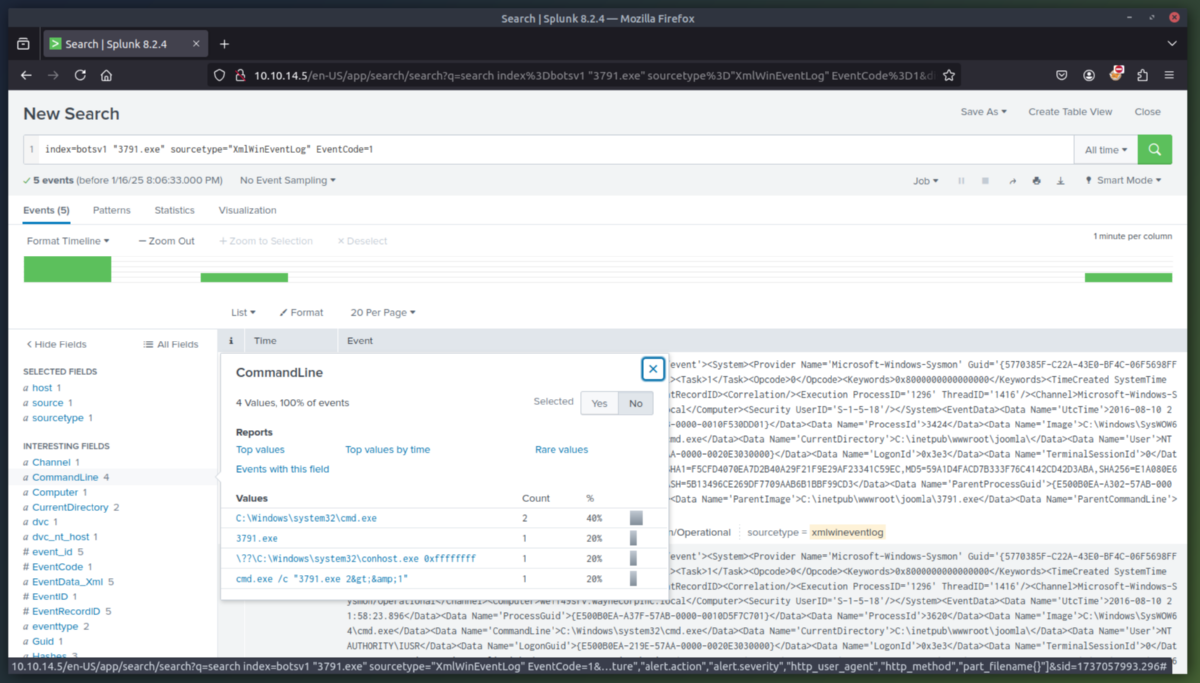 Search | Splunk 8.2.4 — Mozilla Firefox
Search | Splunk 8.2.4
10.10.14.5/en-US/app/search/search?q=search index%3Dbotsv1 "3791.exe" sourcetype%3D"XmlWinEventLog" EventCode%3D1&d
New Search
Save As
Create Table View
Close
1 index=botsv1 "3791.exe" sourcetype="XmlWinEventLog" EventCode=1
All time
5 events (before 1/16/25 8:06:33.000 PM)
No Event Sampling
Job
Smart Mode
Events (5)
Patterns
Statistics
Visualization
Format Timeline
— Zoom Out
+ Zoom to Selection
× Deselect
1 minute per column
List
Format
20 Per Page
< Hide Fields
All Fields
i
Time
Event
SELECTED FIELDS
a host 1
a source 1
a sourcetype 1
INTERESTING FIELDS
a Channel 1
a CommandLine 4
a Computer 1
a CurrentDirectory 2
a dvc 1
a dvc_nt_host 1
# event_id 5
# EventCode 1
a EventData_Xml 5
# EventID 1
# EventRecordID 5
a eventtype 2
a Guid 1
a Hashes 3
CommandLine
4 Values, 100% of events
Selected
Yes
No
Reports
Top values
Top values by time
Rare values
Events with this field
Values
Count
%
C:\Windows\system32\cmd.exe
2
40%
3791.exe
1
20%
\??\C:\Windows\system32\conhost.exe 0xffffffff
1
20%
cmd.exe /c "3791.exe 2&gt;&amp;1"
1
20%
event'><System><Provider Name='Microsoft-Windows-Sysmon' Guid='{5770385F-C22A-43E0-BF4C-06F5698FF
<Task>1</Task><Opcode>0</Opcode><Keywords>0x8000000000000000</Keywords><TimeCreated SystemTime
tRecordID><Correlation/><Execution ProcessID='1296' ThreadID='1416'/><Channel>Microsoft-Windows-S
cal</Computer><Security UserID='S-1-5-18'/></System><EventData><Data Name='UtcTime'>2016-08-10 2
-0000-0010F530DD01}</Data><Data Name='ProcessId'>3424</Data><Data Name='Image'>C:\Windows\SysWOW6
md.exe</Data><Data Name='CurrentDirectory'>C:\inetpub\wwwroot\joomla\</Data><Data Name='User'>NT
A-0000-0020E3030000}</Data><Data Name='LogonId'>0x3e3</Data><Data Name='TerminalSessionId'>0</Dat
HA1=F5CFD4070EA7D2B40A29F21F9E29AF23341C59EC,MD5=59A1D4FACD7B333F76C4142CD42D3ABA,SHA256=E1A080E6
SH=5B13496CE269DF7709AAB6B1BBF99CD3</Data><Data Name='ParentProcessGuid'>{E500B0EA-A302-57AB-000
<Data Name='ParentImage'>C:\inetpub\wwwroot\joomla\3791.exe</Data><Data Name='ParentCommandLine'>
n/Operational
sourcetype = xmlwineventlog
event'><System><Provider Name='Microsoft-Windows-Sysmon' Guid='{5770385F-C22A-43E0-BF4C-06F5698FF
<Task>1</Task><Opcode>0</Opcode><Keywords>0x8000000000000000</Keywords><TimeCreated SystemTime
tRecordID><Correlation/><Execution ProcessID='1296' ThreadID='1416'/><Channel>Microsoft-Windows-S
ysmon/Operational</Channel><Computer>we1149srv.waynecorpinc.local</Computer><Security UserID='S-1-5-18'/></System><EventData><Data Name='UtcTime'>2016-08-10 2
1:58:23.896</Data><Data Name='ProcessGuid'>{E500B0EA-A37F-57AB-0000-0010D5F7C701}</Data><Data Name='ProcessId'>3620</Data><Data Name='Image'>C:\Windows\SysWOW6
4\cmd.exe</Data><Data Name='CommandLine'>C:\Windows\system32\cmd.exe</Data><Data Name='CurrentDirectory'>C:\inetpub\wwwroot\joomla\</Data><Data Name='User'>NT
AUTHORITY\IUSR</Data><Data Name='LogonGuid'>{E500B0EA-219E-57AB-0000-0020E3030000}</Data><Data Name='LogonId'>0x3e3</Data><Data Name='TerminalSessionId'>0</Dat
10.10.14.5/en-US/app/search/search?q=search index=botsv1 "3791.exe" sourcetype="XmlWinEventLog" EventCode=1&…ture","alert.action","alert.severity","http_user_agent","http_method","part_filename{}"]&sid=1737057993.296#